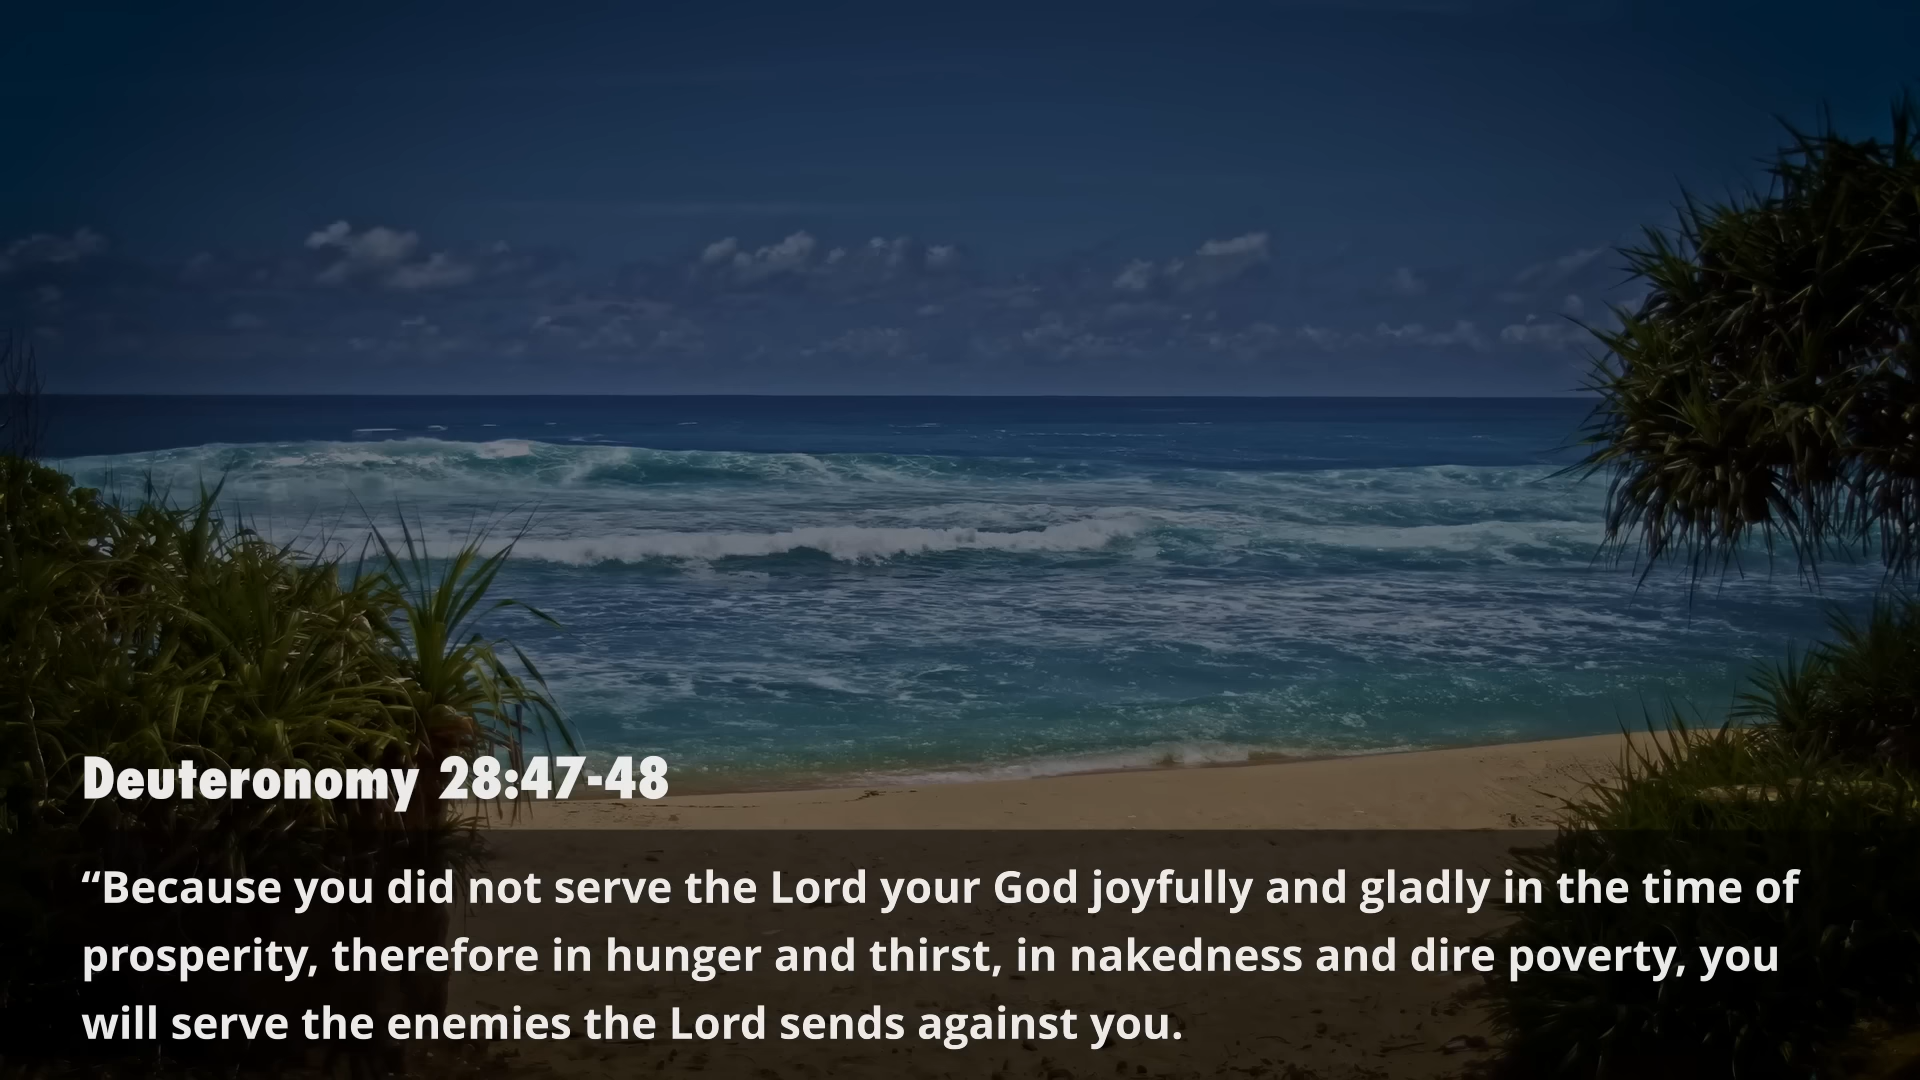 Deuteronomy 28:47-48
“Because you did not serve the Lord your God joyfully and gladly in the time of
prosperity, therefore in hunger and thirst, in nakedness and dire poverty, you
will serve the enemies the Lord sends against you.